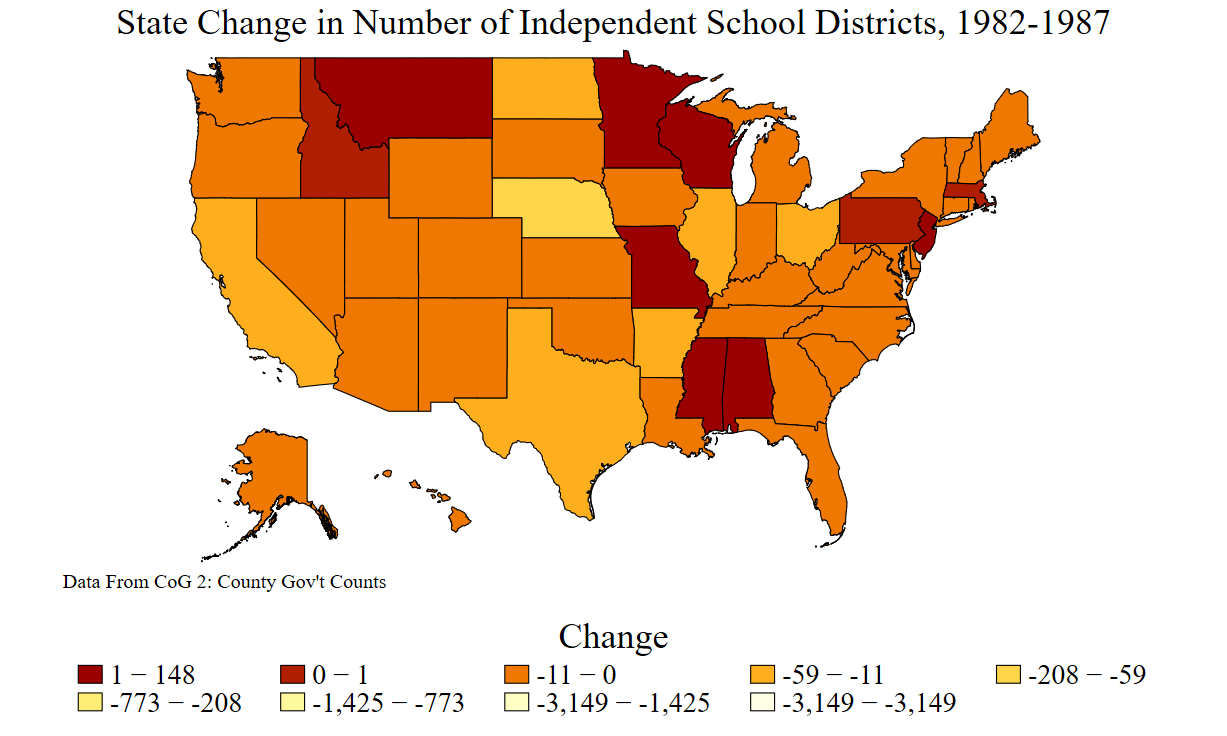 State Change in Number of Independent School Districts, 1982-1987
Data From CoG 2: County Gov't Counts
Change
1 − 148 0 − 1 -11 − 0 -59 − -11 -208 − -59
-773 − -208 -1,425 − -773 -3,149 − -1,425 -3,149 − -3,149